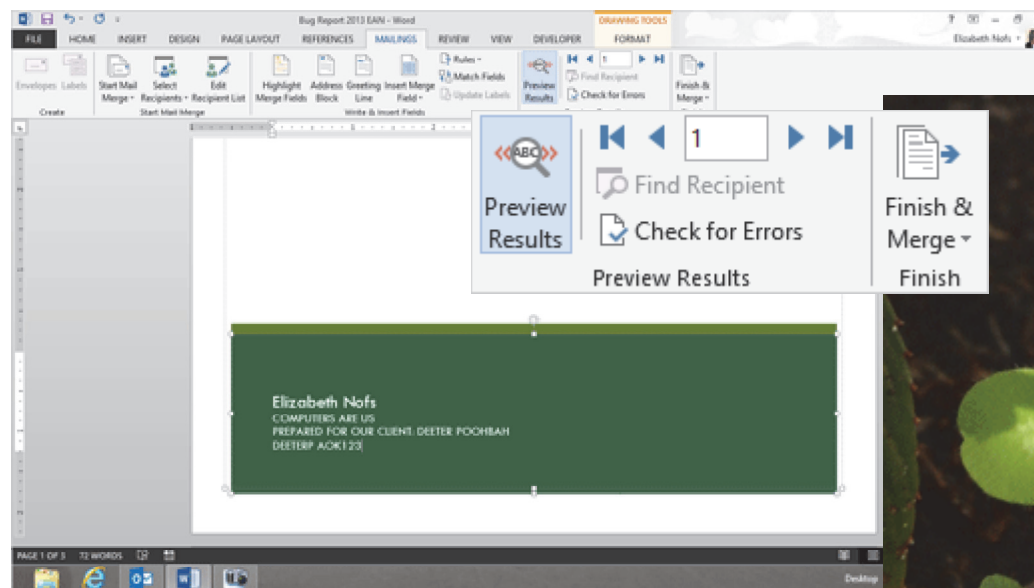 Bug Report 2013 EAN - Word
DRAWING TOOLS
FILE HOME INSERT DESIGN PAGE LAYOUT REFERENCES MAILINGS REVIEW VIEW DEVELOPER FORMAT
Elizabeth Nofs
Envelopes Labels
Create
Start Mail Merge
Select Recipients
Edit Recipient List
Start Mail Merge
Highlight Merge Fields
Address Block
Greeting Line
Insert Merge Field
Rules
Match Fields
Update Labels
Write & Insert Fields
Preview Results
1
Find Recipient
Check for Errors
Finish & Merge
<<ABC>>
Preview Results
1
Find Recipient
Check for Errors
Preview Results
Finish & Merge
Finish
Elizabeth Nofs
COMPUTERS ARE US
PREPARED FOR OUR CLIENT: DEETER POOHBAH
DEETERP AOK123
PAGE 1 OF 3 72 WORDS
Desktop